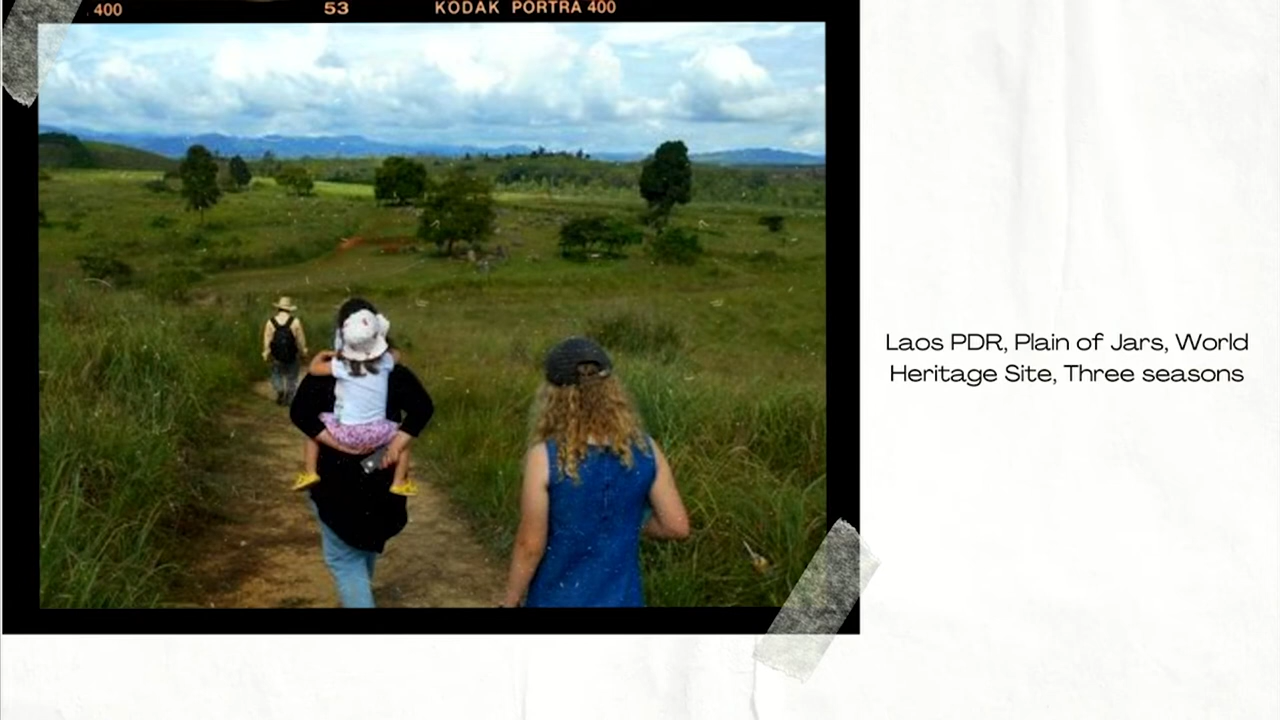 400 53 KODAK PORTRA 400
Laos PDR, Plain of Jars, World
Heritage Site, Three seasons